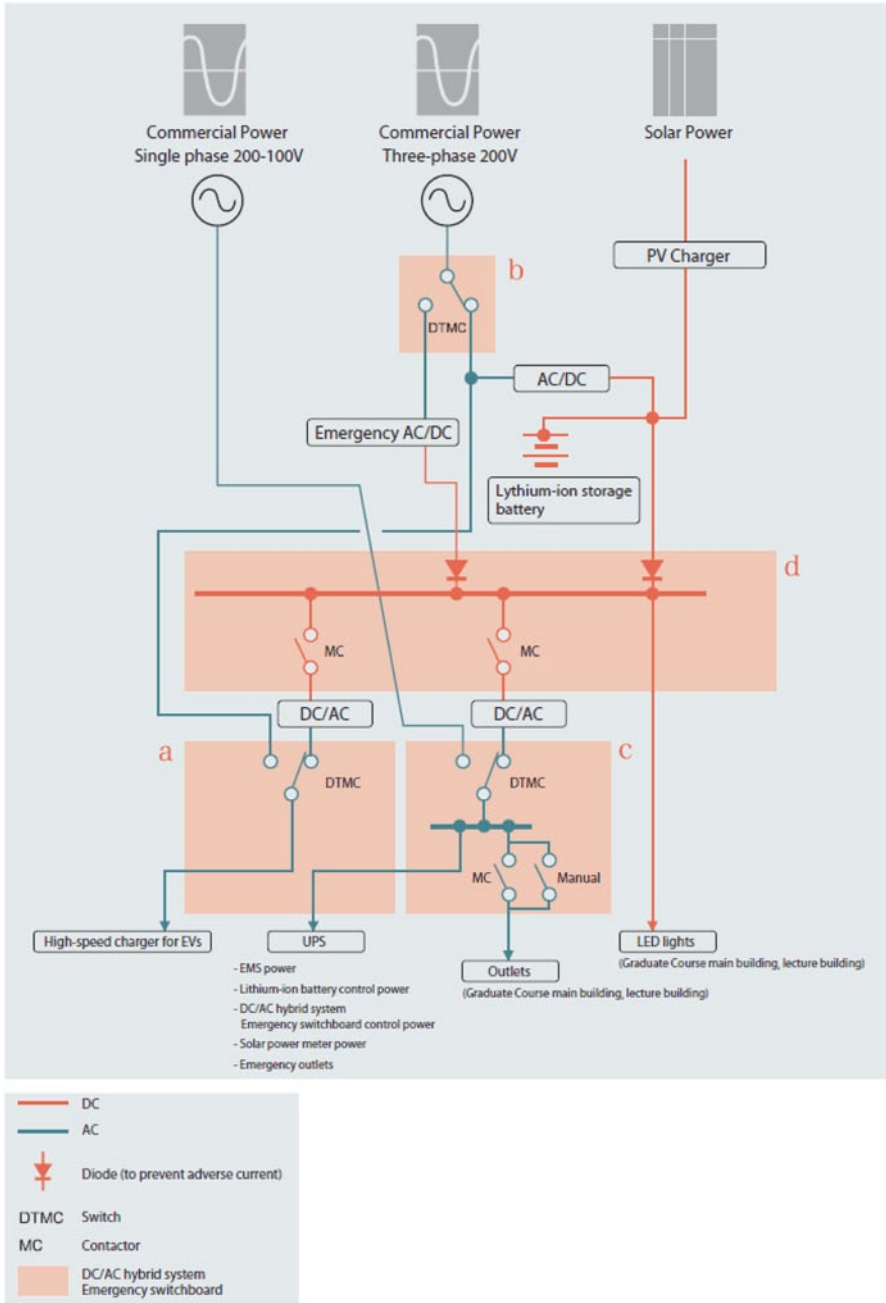 Commercial Power
Single phase 200-100V
Commercial Power
Three-phase 200V
Solar Power
PV Charger
b
DTMC
AC/DC
Emergency AC/DC
Lythium-ion storage
battery
d
MC
MC
DC/AC
DC/AC
a
DTMC
c
DTMC
MC
Manual
High-speed charger for EVs
UPS
- EMS power
- Lithium-ion battery control power
- DC/AC hybrid system
Emergency switchboard control power
- Solar power meter power
- Emergency outlets
Outlets
(Graduate Course main building, lecture building)
LED lights
(Graduate Course main building, lecture building)
DC
AC
Diode (to prevent adverse current)
DTMC Switch
MC Contactor
DC/AC hybrid system
Emergency switchboard